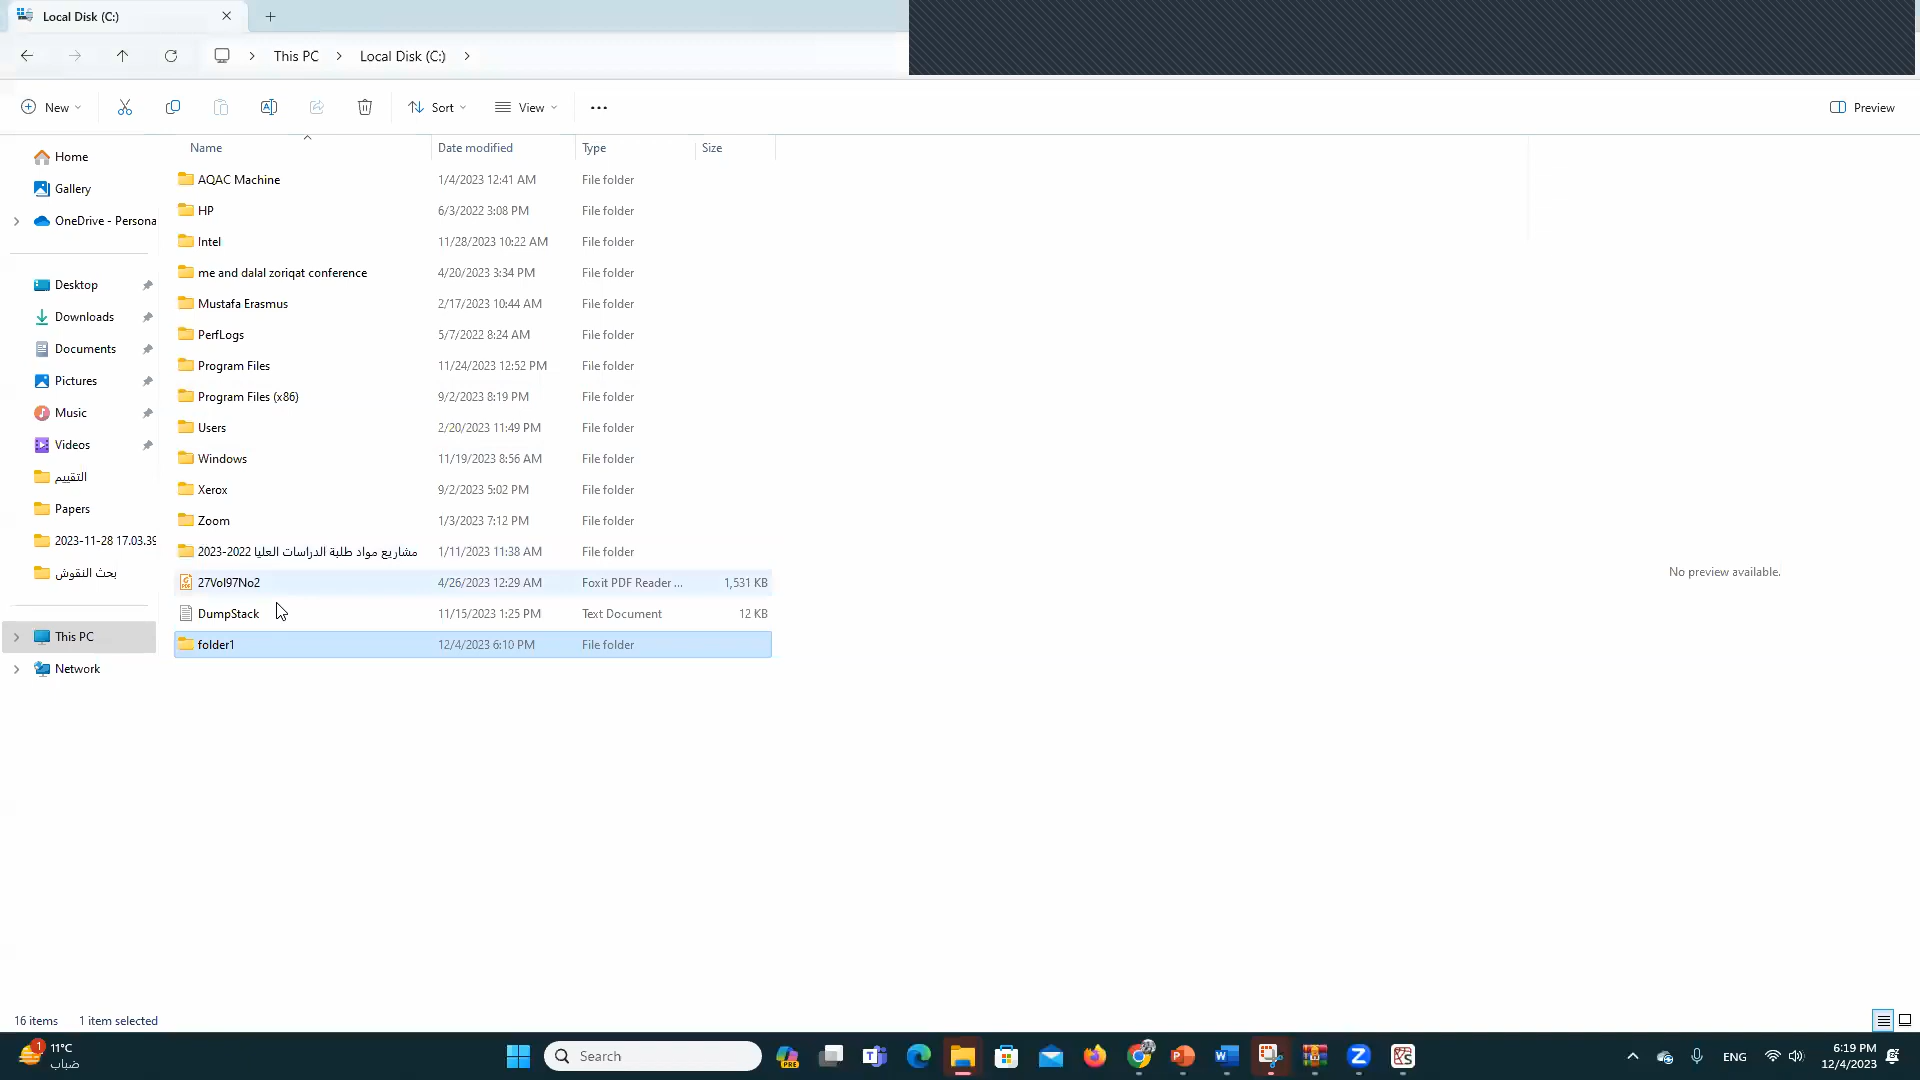 Local Disk (C:)
This PC
Local Disk (C:)
New
Sort
View
Preview
Name
Date modified
Type
Size
Home
Gallery
OneDrive - Persona
Desktop
Downloads
Documents
Pictures
Music
Videos
التقييم
Papers
2023-11-28 17.03.39
بحث النقوش
This PC
Network
AQAC Machine 1/4/2023 12:41 AM File folder
HP 6/3/2022 3:08 PM File folder
Intel 11/28/2023 10:22 AM File folder
me and dalal zoriqat conference 4/20/2023 3:34 PM File folder
Mustafa Erasmus 2/17/2023 10:44 AM File folder
PerfLogs 5/7/2022 8:24 AM File folder
Program Files 11/24/2023 12:52 PM File folder
Program Files (x86) 9/2/2023 8:19 PM File folder
Users 2/20/2023 11:49 PM File folder
Windows 11/19/2023 8:56 AM File folder
Xerox 9/2/2023 5:02 PM File folder
Zoom 1/3/2023 7:12 PM File folder
مشاريع مواد طلبة الدراسات العليا 2022-2023 1/11/2023 11:38 AM File folder
27Vol97No2 4/26/2023 12:29 AM Foxit PDF Reader ... 1,531 KB
DumpStack 11/15/2023 1:25 PM Text Document 12 KB
folder1 12/4/2023 6:10 PM File folder
No preview available.
16 items 1 item selected
1
11°C
ضباب
Search
PRE
ENG
6:19 PM
12/4/2023